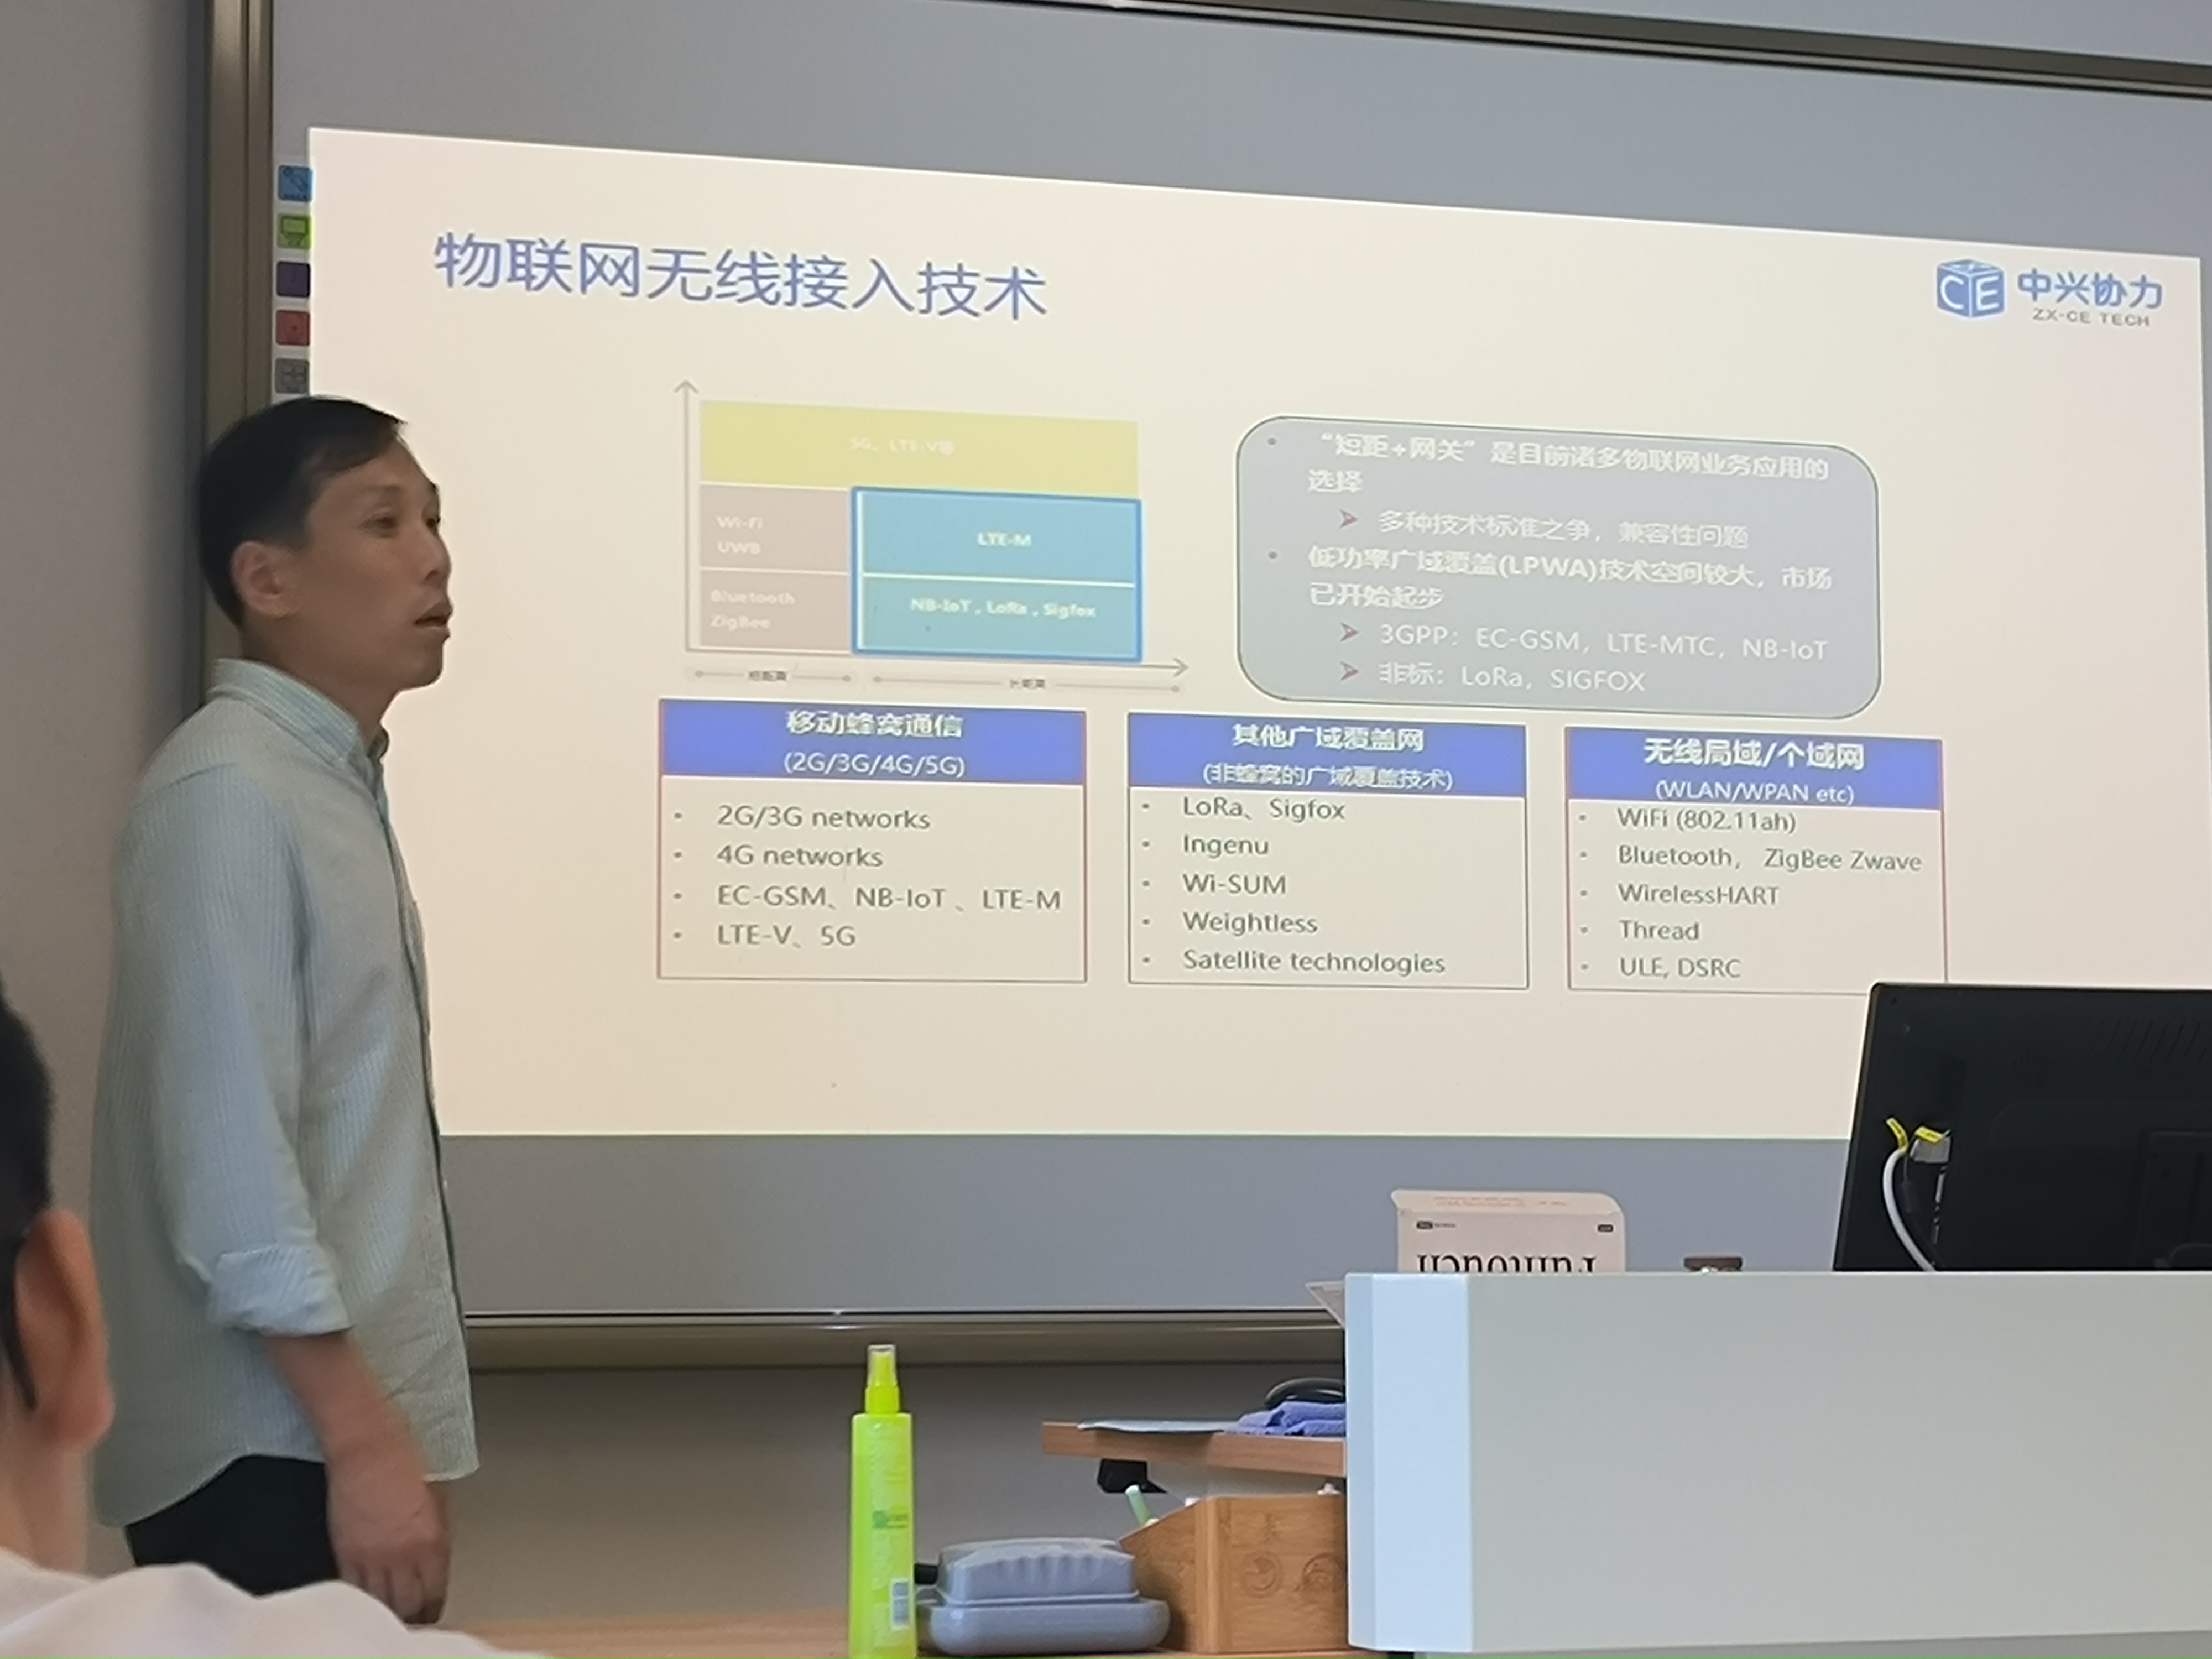 物联网无线接入技术
CE 中兴协力
ZX-CE TECH
5G、LTE-V等
Wi-Fi
UWB
LTE-M
Bluetooth
ZigBee
NB-IoT , LoRa , Sigfox
短距离
长距离
• “短距+网关”是目前诸多物联网业务应用的
选择
➢ 多种技术标准之争，兼容性问题
• 低功率广域覆盖(LPWA)技术空间较大，市场
已开始起步
➢ 3GPP：EC-GSM，LTE-MTC，NB-IoT
➢ 非标：LoRa，SIGFOX
移动蜂窝通信
(2G/3G/4G/5G)
• 2G/3G networks
• 4G networks
• EC-GSM、NB-IoT 、LTE-M
• LTE-V、5G
其他广域覆盖网
(非蜂窝的广域覆盖技术)
• LoRa、Sigfox
• Ingenu
• Wi-SUM
• Weightless
• Satellite technologies
无线局域/个域网
(WLAN/WPAN etc)
• WiFi (802.11ah)
• Bluetooth， ZigBee Zwave
• WirelessHART
• Thread
• ULE, DSRC